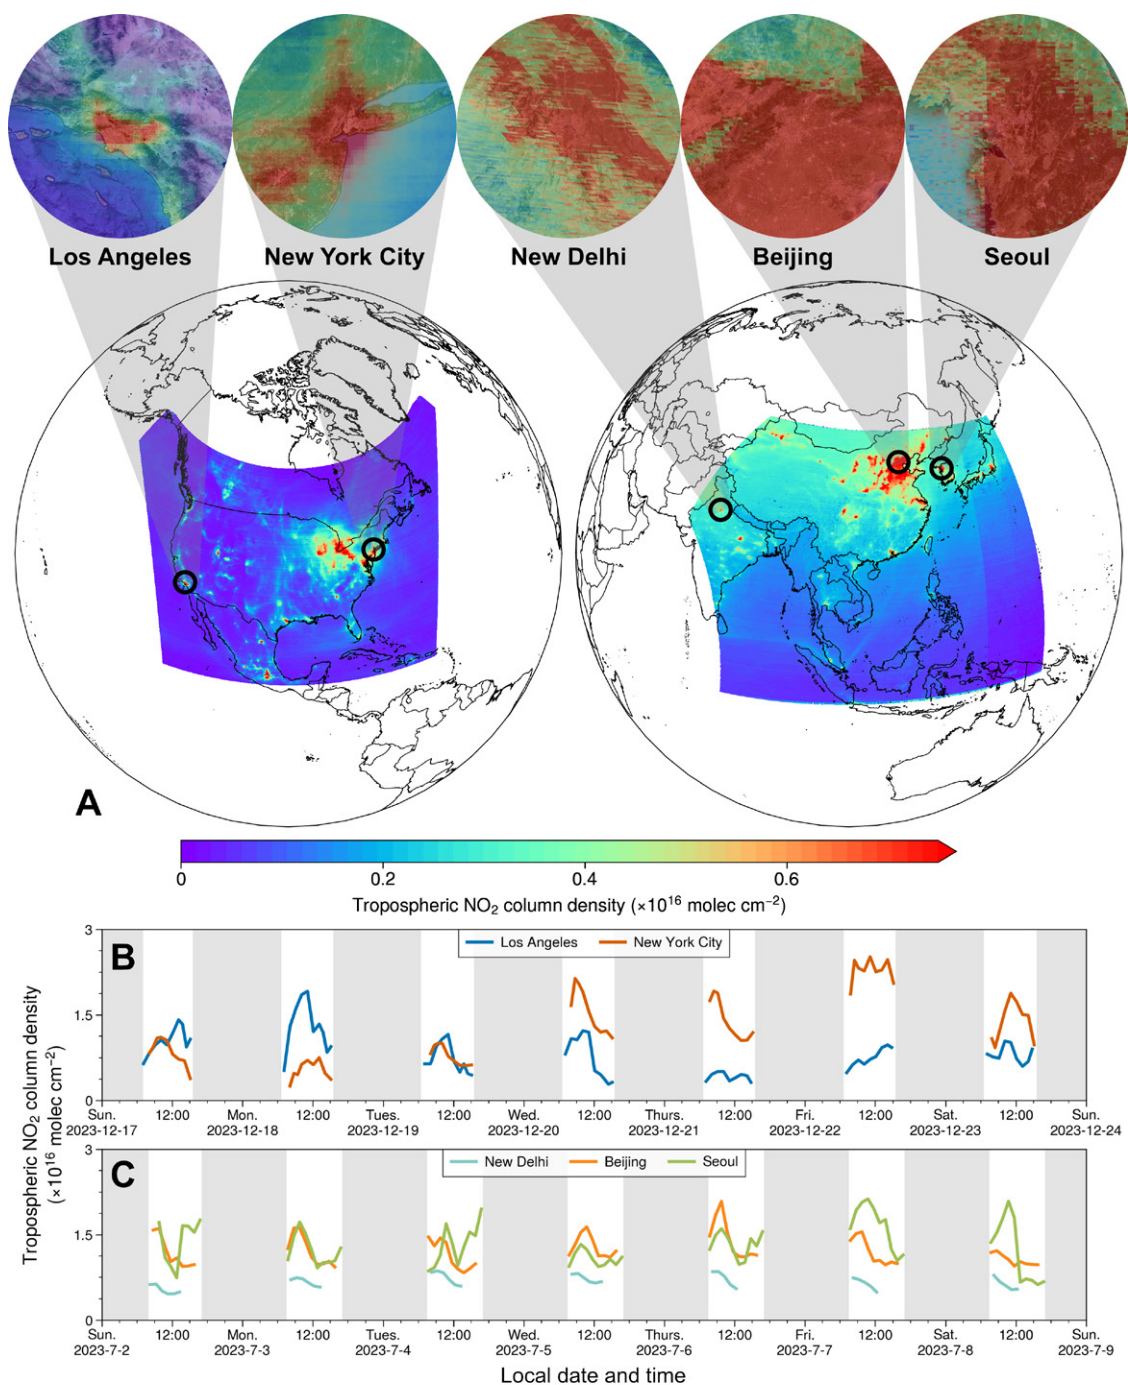 Los Angeles New York City New Delhi Beijing Seoul
A
0 0.2 0.4 0.6
Tropospheric NO₂ column density (×10¹⁶ molec cm⁻²)
Tropospheric NO₂ column density
(×10¹⁶ molec cm⁻²)
B
Los Angeles New York City
3
1.5
0
Sun. 12:00 Mon. 12:00 Tues. 12:00 Wed. 12:00 Thurs. 12:00 Fri. 12:00 Sat. 12:00 Sun.
2023-12-17 2023-12-18 2023-12-19 2023-12-20 2023-12-21 2023-12-22 2023-12-23 2023-12-24
C
New Delhi Beijing Seoul
3
1.5
0
Sun. 12:00 Mon. 12:00 Tues. 12:00 Wed. 12:00 Thurs. 12:00 Fri. 12:00 Sat. 12:00 Sun.
2023-7-2 2023-7-3 2023-7-4 2023-7-5 2023-7-6 2023-7-7 2023-7-8 2023-7-9
Local date and time